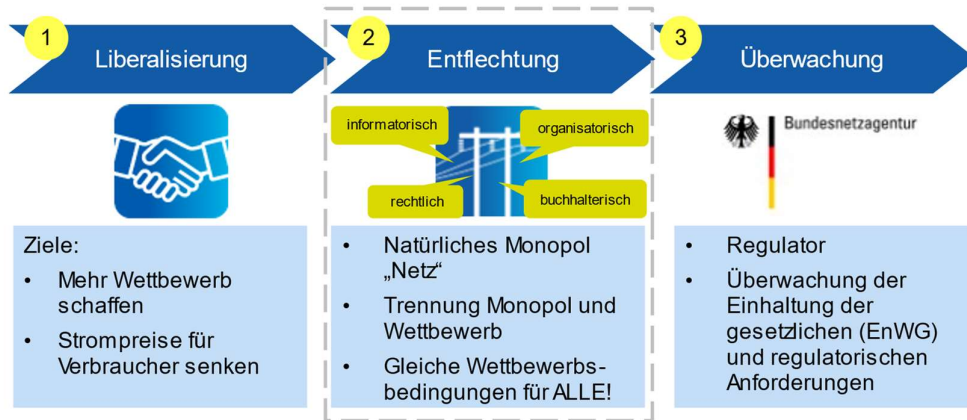 1
Liberalisierung
2
Entflechtung
3
Überwachung
informatorisch
organisatorisch
rechtlich
buchhalterisch
Bundesnetzagentur
Ziele:
• Mehr Wettbewerb
schaffen
• Strompreise für
Verbraucher senken
• Natürliches Monopol
„Netz“
• Trennung Monopol und
Wettbewerb
• Gleiche Wettbewerbs-
bedingungen für ALLE!
• Regulator
• Überwachung der
Einhaltung der
gesetzlichen (EnWG)
und regulatorischen
Anforderungen